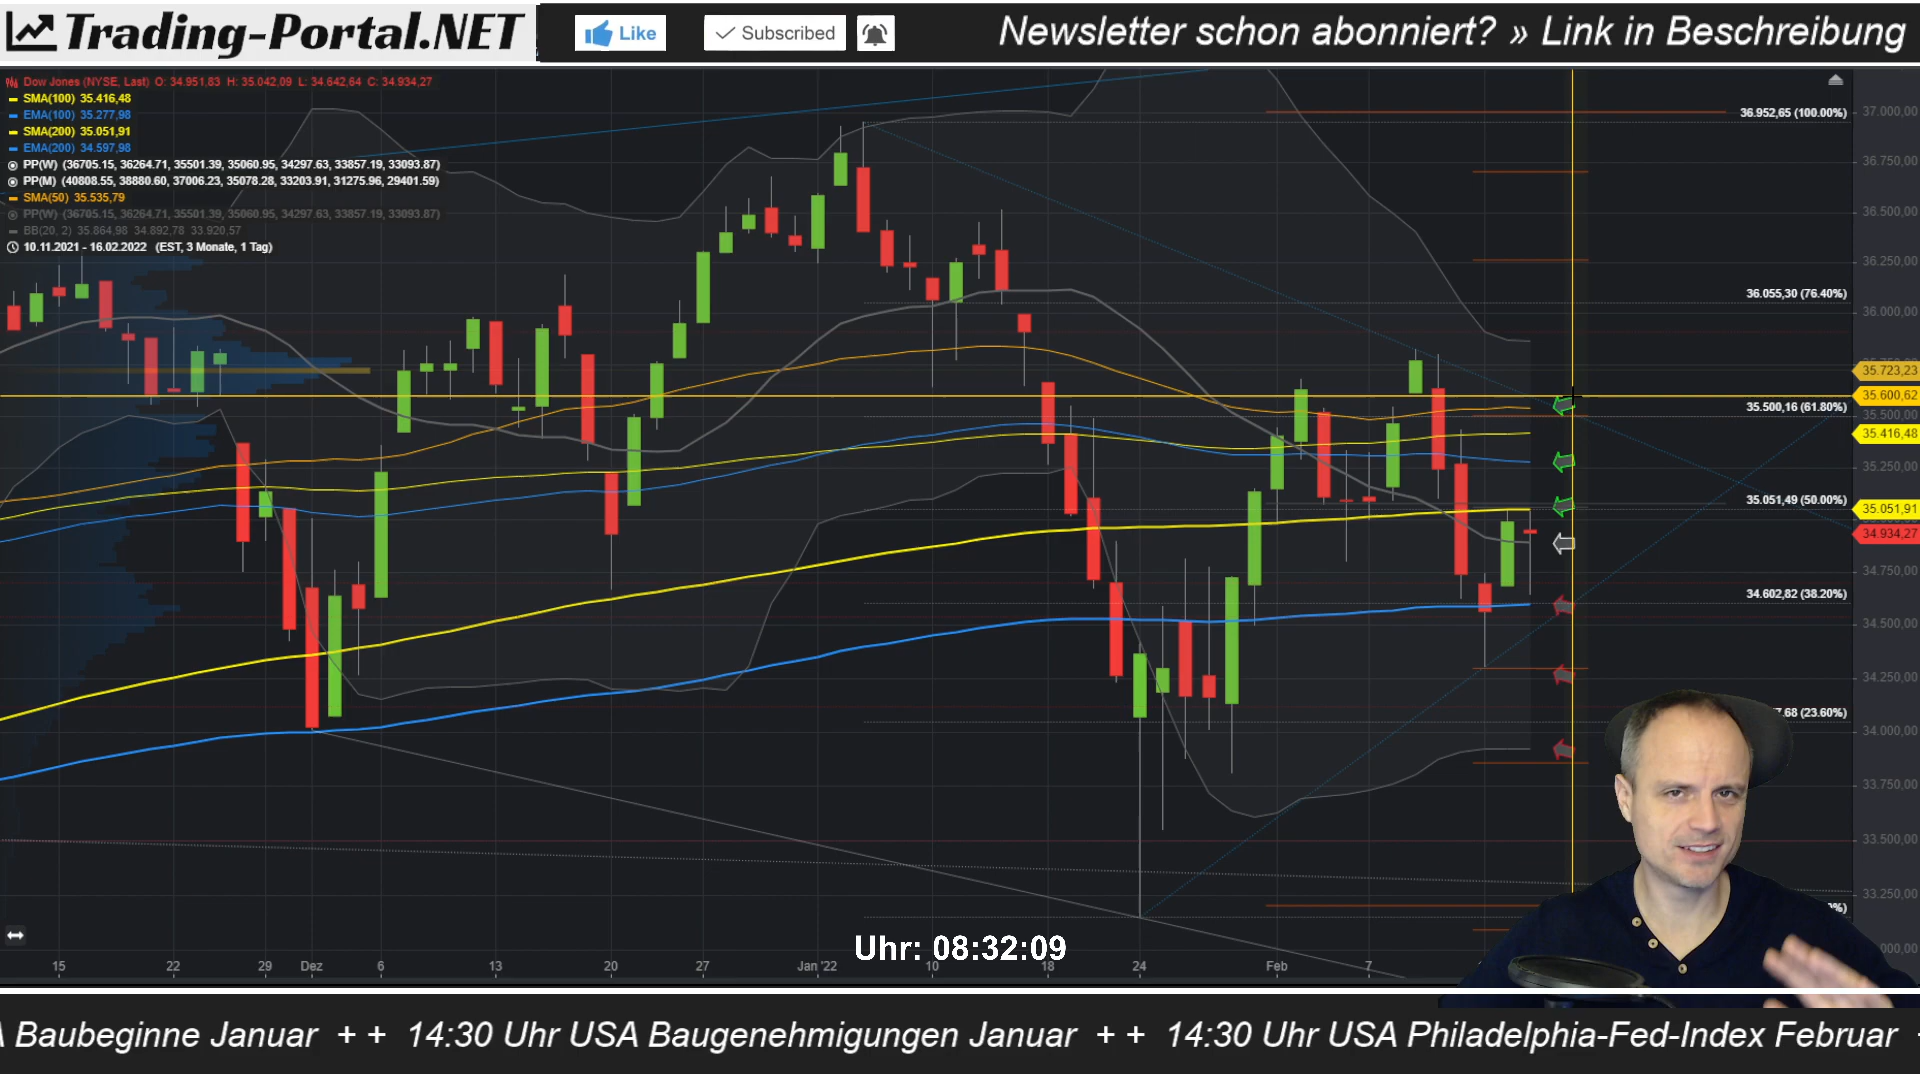 Trading-Portal.NET
Like
Subscribed
Newsletter schon abonniert? » Link in Beschreibung
Dow Jones (NYSE, Last) O: 34.951,83 H: 35.042,09 L: 34.642,64 C: 34.934,27
SMA(100) 35.416,48
EMA(100) 35.277,98
SMA(200) 35.051,91
EMA(200) 34.597,98
PP(W) (36705.15, 36264.71, 35501.39, 35060.95, 34297.63, 33857.19, 33093.87)
PP(M) (40808.55, 38880.60, 37006.23, 35078.28, 33203.91, 31275.96, 29401.59)
SMA(50) 35.535,79
PP(W) (36705.15, 36264.71, 35501.39, 35060.95, 34297.63, 33857.19, 33093.87)
BB(20, 2) 35.864,98 34.892,78 33.920,57
10.11.2021 - 16.02.2022 (EST, 3 Monate, 1 Tag)
36.952,65 (100.00%)
36.055,30 (76.40%)
35.500,16 (61.80%)
35.051,49 (50.00%)
34.602,82 (38.20%)
7.68 (23.60%)
37.000,00
36.750,00
36.500,00
36.250,00
36.000,00
35.723,23
35.600,62
35.500,00
35.416,48
35.250,00
35.051,91
34.934,27
34.750,00
34.500,00
34.250,00
34.000,00
33.750,00
33.500,00
33.250,00
000,00
15 22 29 Dez 6 13 20 27 Jan '22 10 18 24 Feb 7
Uhr: 08:32:09
A Baubeginne Januar ++ 14:30 Uhr USA Baugenehmigungen Januar ++ 14:30 Uhr USA Philadelphia-Fed-Index Februar